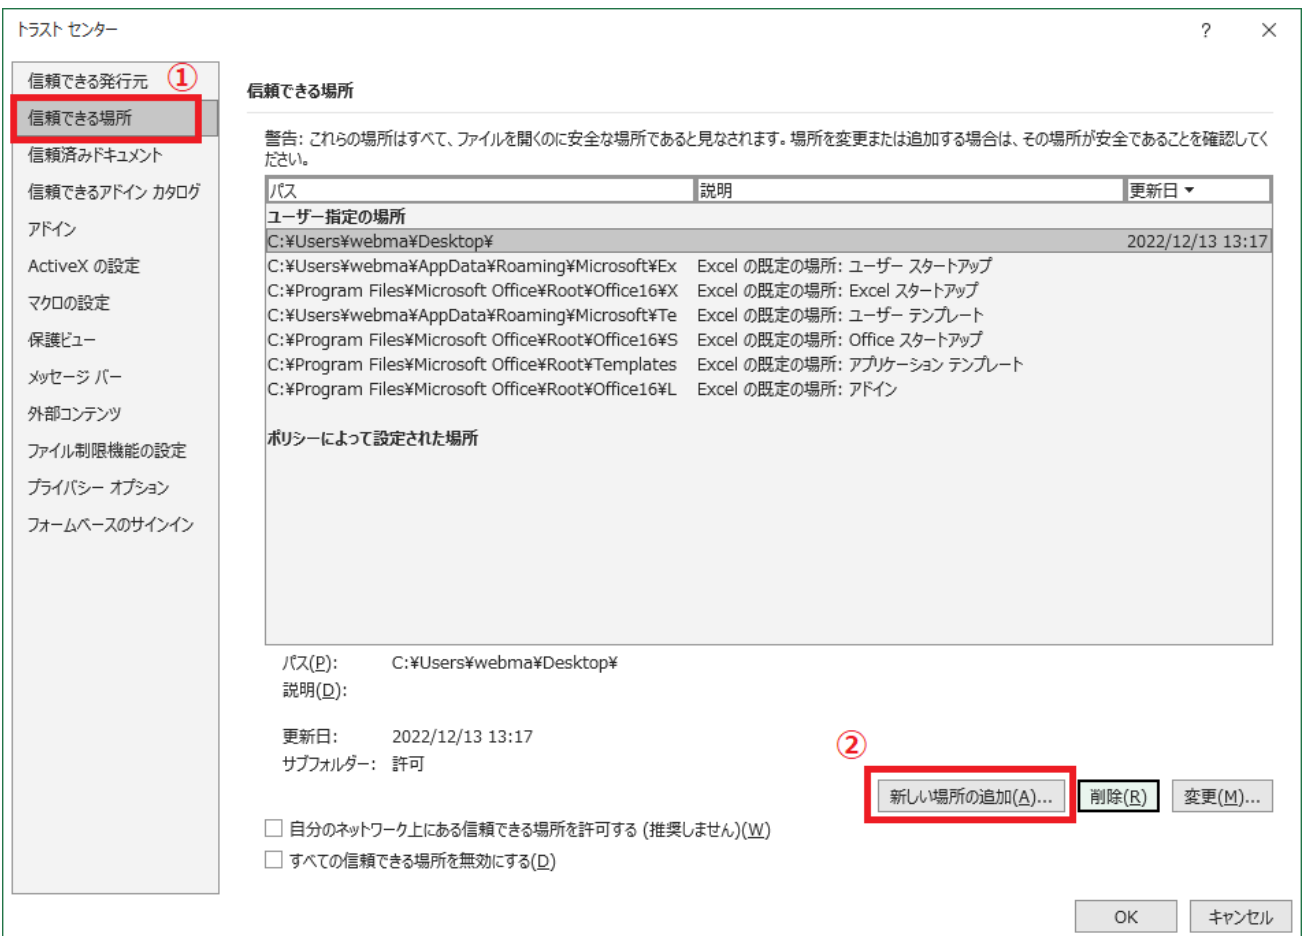 トラスト センター
?
信頼できる発行元
①
信頼できる場所
信頼済みドキュメント
信頼できるアドイン カタログ
アドイン
ActiveX の設定
マクロの設定
保護ビュー
メッセージ バー
外部コンテンツ
ファイル制限機能の設定
プライバシー オプション
フォームベースのサインイン
信頼できる場所
警告: これらの場所はすべて、ファイルを開くのに安全な場所であると見なされます。場所を変更または追加する場合は、その場所が安全であることを確認してく
ださい。
パス 説明 更新日
ユーザー指定の場所
C:¥Users¥webma¥Desktop¥ 2022/12/13 13:17
C:¥Users¥webma¥AppData¥Roaming¥Microsoft¥Ex Excel の既定の場所: ユーザー スタートアップ
C:¥Program Files¥Microsoft Office¥Root¥Office16¥X Excel の既定の場所: Excel スタートアップ
C:¥Users¥webma¥AppData¥Roaming¥Microsoft¥Te Excel の既定の場所: ユーザー テンプレート
C:¥Program Files¥Microsoft Office¥Root¥Office16¥S Excel の既定の場所: Office スタートアップ
C:¥Program Files¥Microsoft Office¥Root¥Templates Excel の既定の場所: アプリケーション テンプレート
C:¥Program Files¥Microsoft Office¥Root¥Office16¥L Excel の既定の場所: アドイン
ポリシーによって設定された場所
パス(P): C:¥Users¥webma¥Desktop¥
説明(D):
更新日: 2022/12/13 13:17
サブフォルダー: 許可
②
新しい場所の追加(A)... 削除(R) 変更(M)...
自分のネットワーク上にある信頼できる場所を許可する (推奨しません)(W)
すべての信頼できる場所を無効にする(D)
OK キャンセル